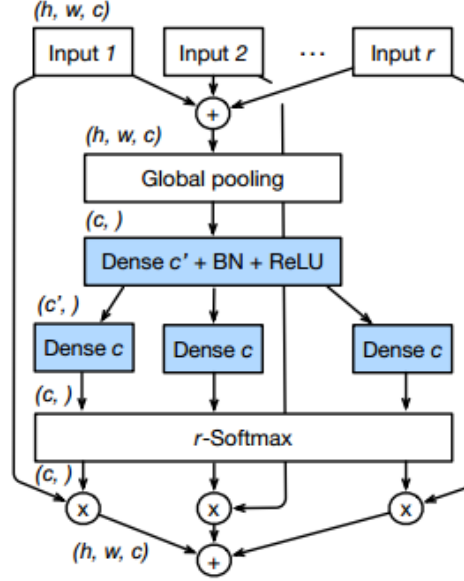 (h, w, c)
Input 1 Input 2 ... Input r
+
(h, w, c)
Global pooling
(c, )
Dense c' + BN + ReLU
(c', )
Dense c Dense c Dense c
(c, )
r-Softmax
(c, )
x x x
(h, w, c)
+